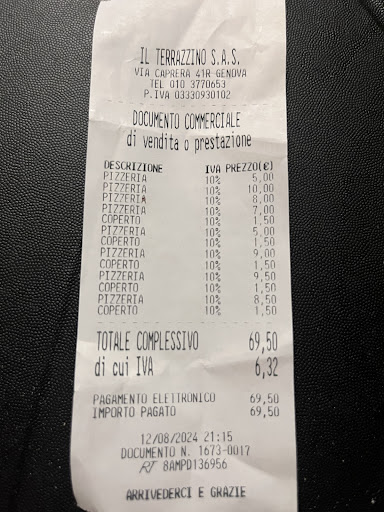 IL TERRAZZINO S.A.S.
VIA CAPRERA 41R GENOVA
TEL 010 3770653
P.IVA 03330930102
DOCUMENTO COMMERCIALE
di vendita o prestazione
DESCRIZIONE IVA PREZZO(€)
PIZZERIA 10% 5,00
PIZZERIA 10% 10,00
PIZZERIA 10% 8,00
PIZZERIA 10% 7,00
COPERTO 10% 1,50
PIZZERIA 10% 5,00
COPERTO 10% 1,50
PIZZERIA 10% 9,00
COPERTO 10% 1,50
PIZZERIA 10% 9,50
COPERTO 10% 1,50
PIZZERIA 10% 8,50
COPERTO 10% 1,50
TOTALE COMPLESSIVO 69,50
di cui IVA 6,32
PAGAMENTO ELETTRONICO 69,50
IMPORTO PAGATO 69,50
12/08/2024 21:15
DOCUMENTO N. 1673-0017
RT 8AMPD136956
ARRIVEDERCI E GRAZIE